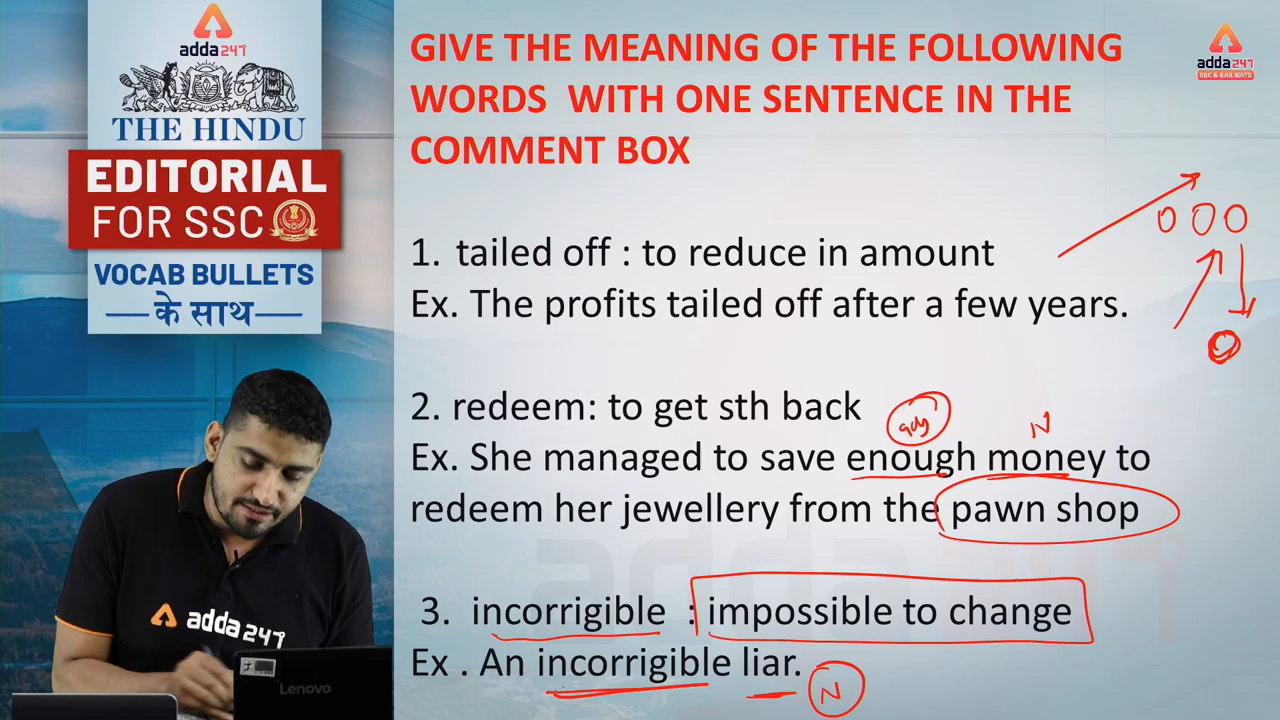 adda247
THE HINDU
EDITORIAL
FOR SSC
VOCAB BULLETS
के साथ
adda247
SSC & RAILWAYS
GIVE THE MEANING OF THE FOLLOWING
WORDS WITH ONE SENTENCE IN THE
COMMENT BOX
1. tailed off : to reduce in amount
Ex. The profits tailed off after a few years.
2. redeem: to get sth back
adj
N
Ex. She managed to save enough money to
redeem her jewellery from the pawn shop
3. incorrigible : impossible to change
Ex . An incorrigible liar.
N
adda247
Lenovo